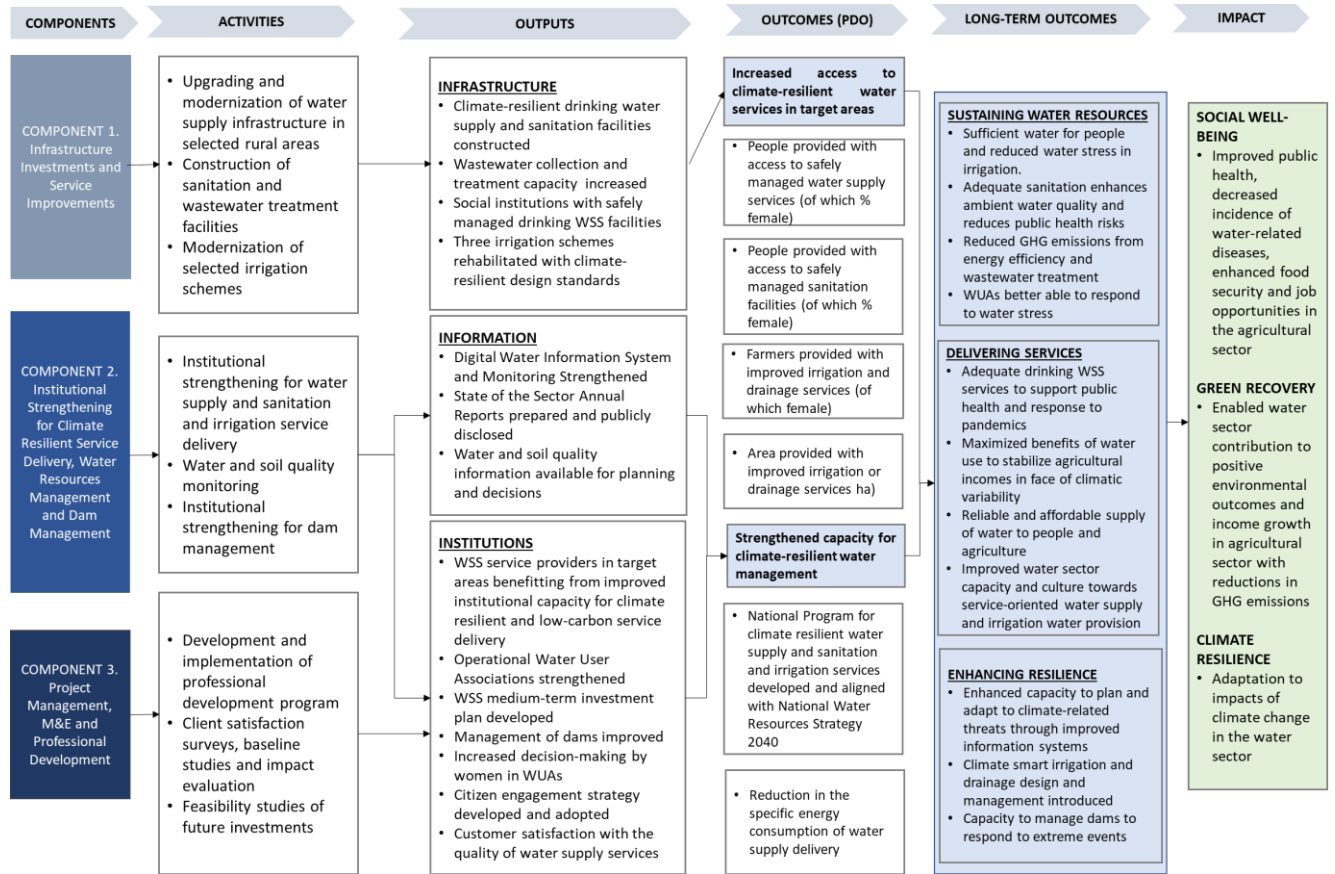 COMPONENTS
ACTIVITIES
OUTPUTS
OUTCOMES (PDO)
LONG-TERM OUTCOMES
IMPACT
COMPONENT 1.
Infrastructure
Investments and
Service
Improvements
COMPONENT 2.
Institutional
Strengthening
for Climate
Resilient Service
Delivery, Water
Resources
Management
and Dam
Management
COMPONENT 3.
Project
Management,
M&E and
Professional
Development
• Upgrading and
modernization of water
supply infrastructure in
selected rural areas
• Construction of
sanitation and
wastewater treatment
facilities
• Modernization of
selected irrigation
schemes
• Institutional
strengthening for water
supply and sanitation
and irrigation service
delivery
• Water and soil quality
monitoring
• Institutional
strengthening for dam
management
• Development and
implementation of
professional
development program
• Client satisfaction
surveys, baseline
studies and impact
evaluation
• Feasibility studies of
future investments
INFRASTRUCTURE
• Climate-resilient drinking water
supply and sanitation facilities
constructed
• Wastewater collection and
treatment capacity increased
• Social institutions with safely
managed drinking WSS facilities
• Three irrigation schemes
rehabilitated with climate-
resilient design standards
INFORMATION
• Digital Water Information System
and Monitoring Strengthened
• State of the Sector Annual
Reports prepared and publicly
disclosed
• Water and soil quality
information available for planning
and decisions
INSTITUTIONS
• WSS service providers in target
areas benefitting from improved
institutional capacity for climate
resilient and low-carbon service
delivery
• Operational Water User
Associations strengthened
• WSS medium-term investment
plan developed
• Management of dams improved
• Increased decision-making by
women in WUAs
• Citizen engagement strategy
developed and adopted
• Customer satisfaction with the
quality of water supply services
Increased access to
climate-resilient water
services in target areas
• People provided with
access to safely
managed water supply
services (of which %
female)
• People provided with
access to safely
managed sanitation
facilities (of which %
female)
• Farmers provided with
improved irrigation and
drainage services (of
which female)
• Area provided with
improved irrigation or
drainage services ha)
Strengthened capacity for
climate-resilient water
management
• National Program for
climate resilient water
supply and sanitation
and irrigation services
developed and aligned
with National Water
Resources Strategy
2040
• Reduction in the
specific energy
consumption of water
supply delivery
SUSTAINING WATER RESOURCES
• Sufficient water for people
and reduced water stress in
irrigation.
• Adequate sanitation enhances
ambient water quality and
reduces public health risks
• Reduced GHG emissions from
energy efficiency and
wastewater treatment
• WUAs better able to respond
to water stress
DELIVERING SERVICES
• Adequate drinking WSS
services to support public
health and response to
pandemics
• Maximized benefits of water
use to stabilize agricultural
incomes in face of climatic
variability
• Reliable and affordable supply
of water to people and
agriculture
• Improved water sector
capacity and culture towards
service-oriented water supply
and irrigation water provision
ENHANCING RESILIENCE
• Enhanced capacity to plan and
adapt to climate-related
threats through improved
information systems
• Climate smart irrigation and
drainage design and
management introduced
• Capacity to manage dams to
respond to extreme events
SOCIAL WELL-
BEING
• Improved public
health,
decreased
incidence of
water-related
diseases,
enhanced food
security and job
opportunities in
the agricultural
sector
GREEN RECOVERY
• Enabled water
sector
contribution to
positive
environmental
outcomes and
income growth
in agricultural
sector with
reductions in
GHG emissions
CLIMATE
RESILIENCE
• Adaptation to
impacts of
climate change
in the water
sector